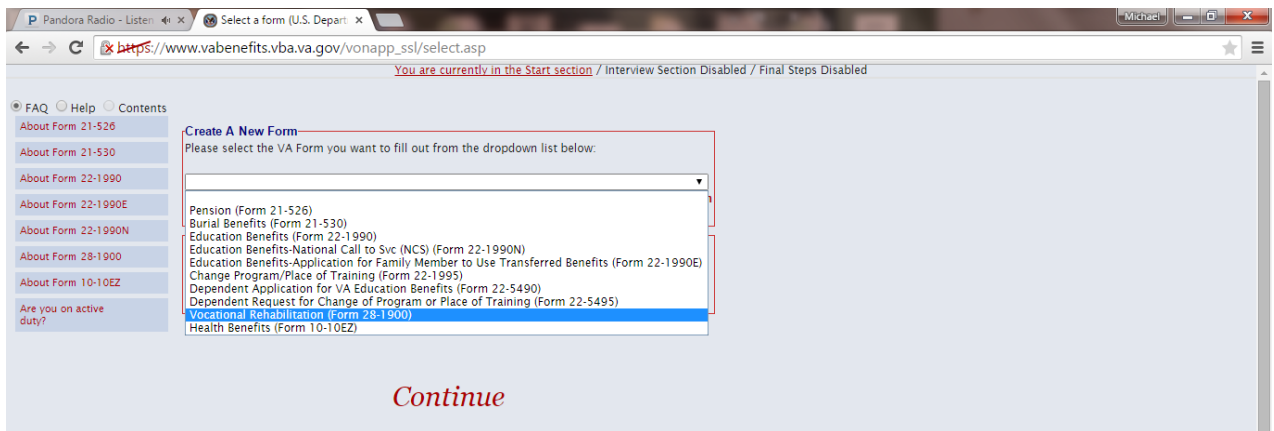 Pandora Radio - Listen
Select a form (U.S. Depart
Michael
https://www.vabenefits.vba.va.gov/vonapp_ssl/select.asp
You are currently in the Start section / Interview Section Disabled / Final Steps Disabled
FAQ Help Contents
About Form 21-526
About Form 21-530
About Form 22-1990
About Form 22-1990E
About Form 22-1990N
About Form 28-1900
About Form 10-10EZ
Are you on active
duty?
Create A New Form
Please select the VA Form you want to fill out from the dropdown list below:
Pension (Form 21-526)
Burial Benefits (Form 21-530)
Education Benefits (Form 22-1990)
Education Benefits-National Call to Svc (NCS) (Form 22-1990N)
Education Benefits-Application for Family Member to Use Transferred Benefits (Form 22-1990E)
Change Program/Place of Training (Form 22-1995)
Dependent Application for VA Education Benefits (Form 22-5490)
Dependent Request for Change of Program or Place of Training (Form 22-5495)
Vocational Rehabilitation (Form 28-1900)
Health Benefits (Form 10-10EZ)
Continue